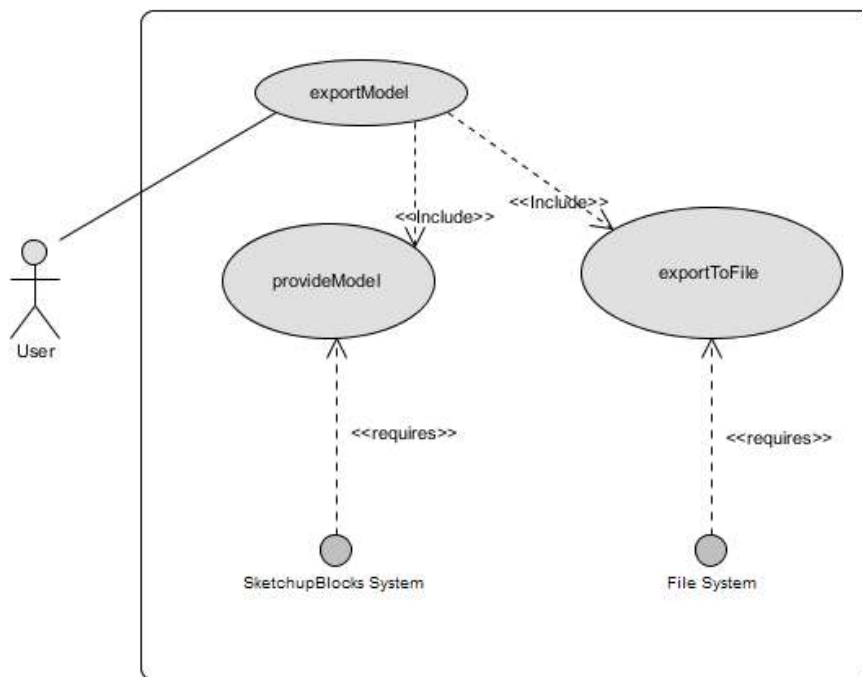 exportModel
<<Include>>
<<Include>>
provideModel
exportToFile
User
<<requires>>
<<requires>>
SketchupBlocks System
File System